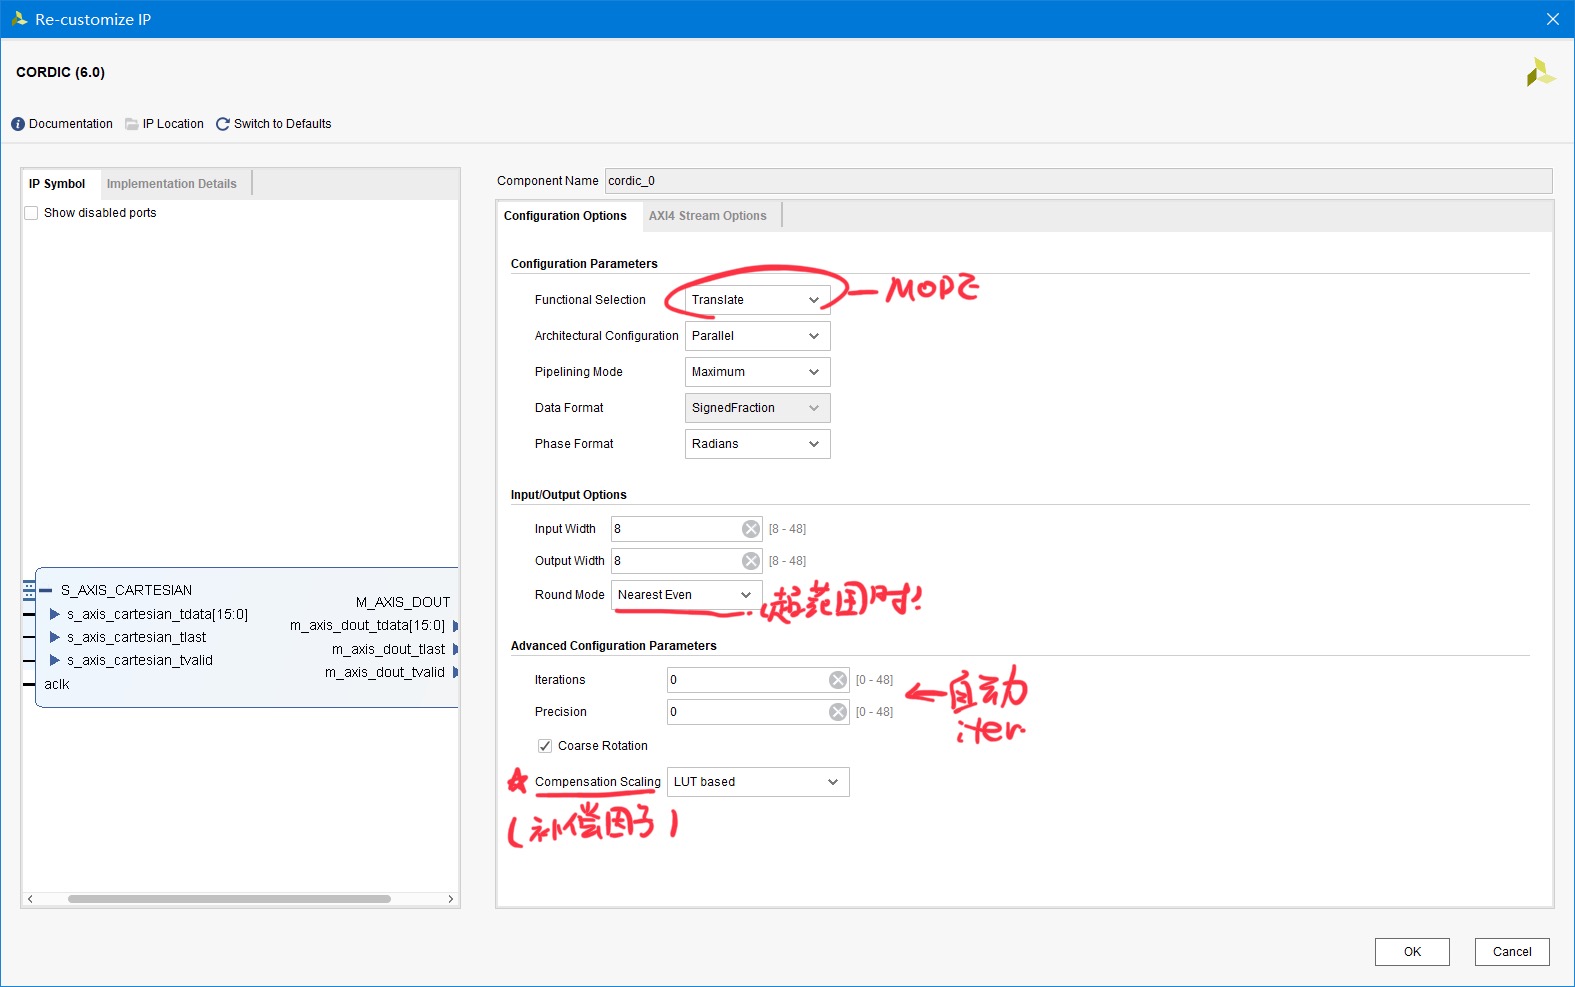 Re-customize IP
CORDIC (6.0)
Documentation IP Location Switch to Defaults
IP Symbol Implementation Details
Show disabled ports
S_AXIS_CARTESIAN
s_axis_cartesian_tdata[15:0]
s_axis_cartesian_tlast
s_axis_cartesian_tvalid
aclk
M_AXIS_DOUT
m_axis_dout_tdata[15:0]
m_axis_dout_tlast
m_axis_dout_tvalid
Component Name cordic_0
Configuration Options AXI4 Stream Options
Configuration Parameters
Functional Selection Translate — MODE
Architectural Configuration Parallel
Pipelining Mode Maximum
Data Format SignedFraction
Phase Format Radians
Input/Output Options
Input Width 8 [8 - 48]
Output Width 8 [8 - 48]
Round Mode Nearest Even (超范围时!
Advanced Configuration Parameters
Iterations 0 [0 - 48]
Precision 0 [0 - 48]
←自动
iter.
Coarse Rotation
☆ Compensation Scaling LUT based
(补偿因子)
OK Cancel